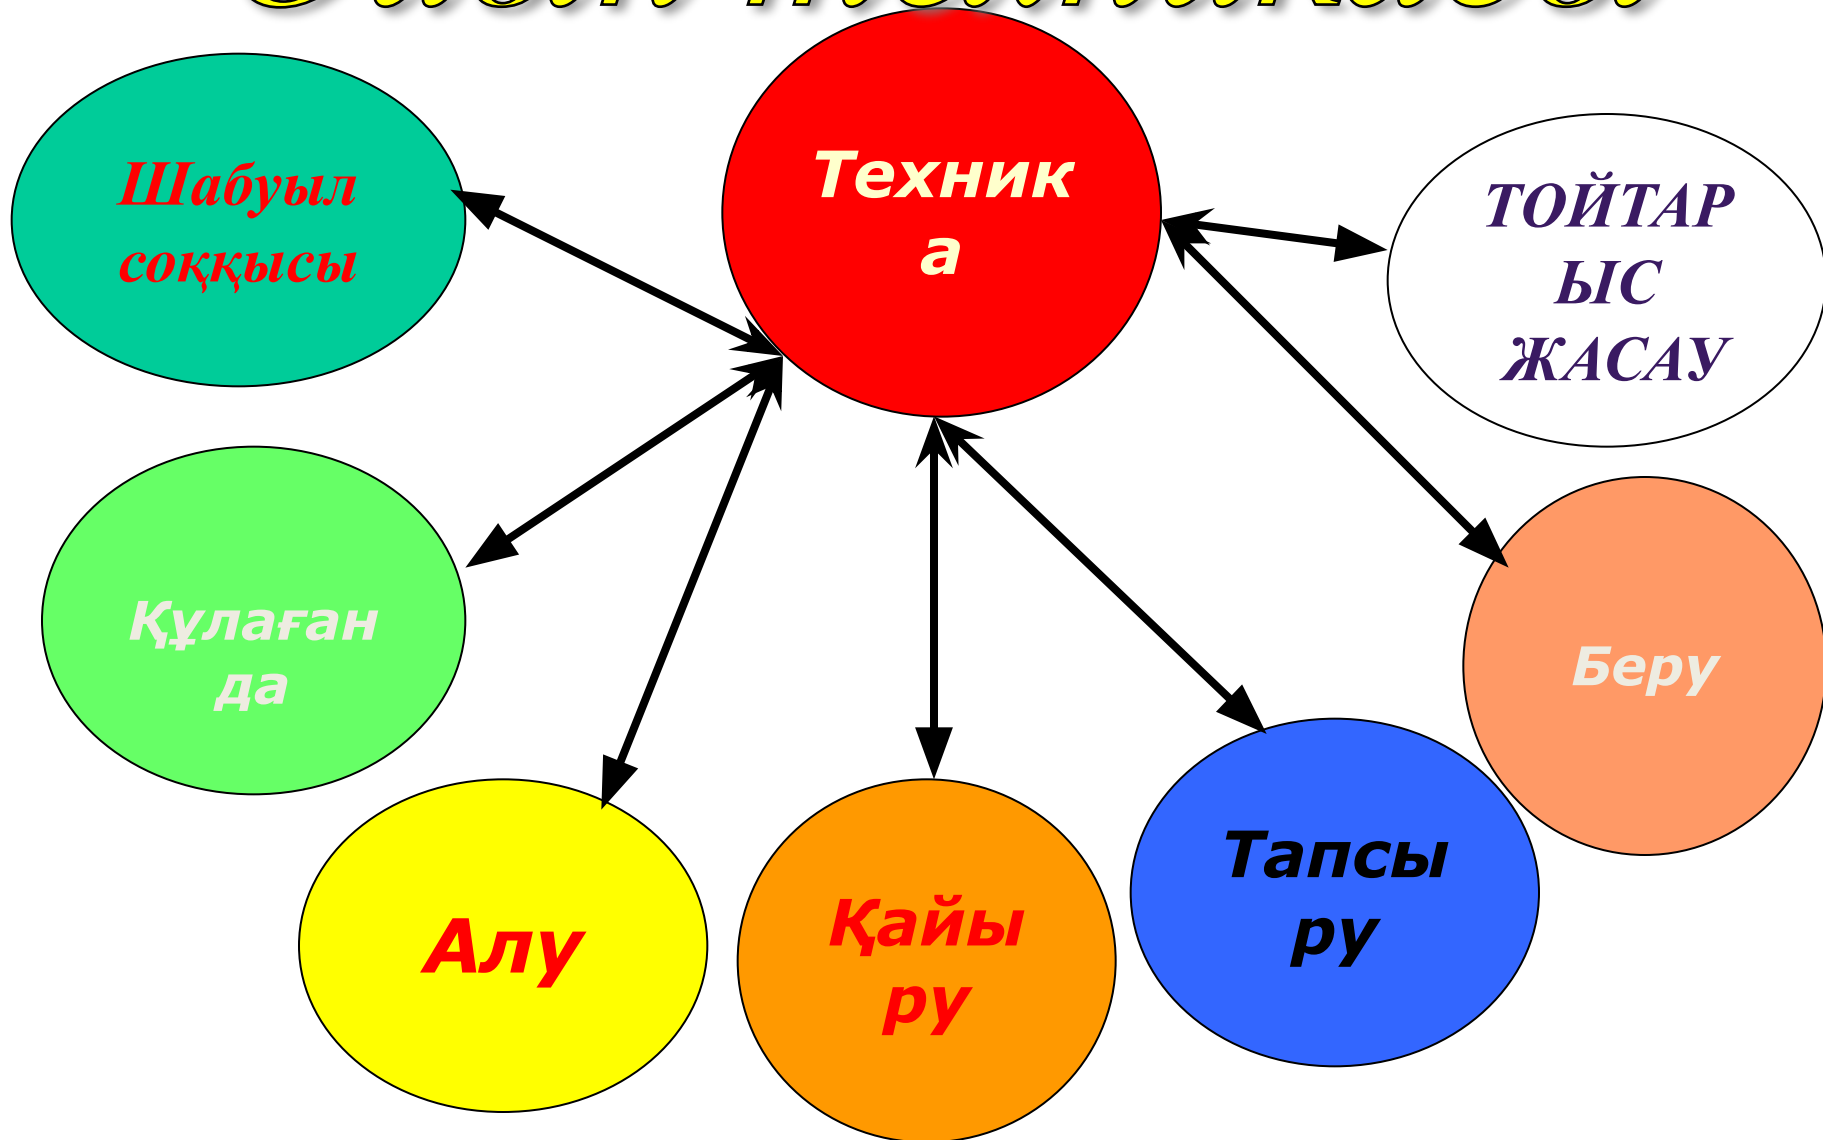 Техник
а
Шабуыл
соққысы
ТОЙТАР
ЫС
ЖАСАУ
Құлаған
да
Беру
Алу
Қайы
ру
Тапсы
ру